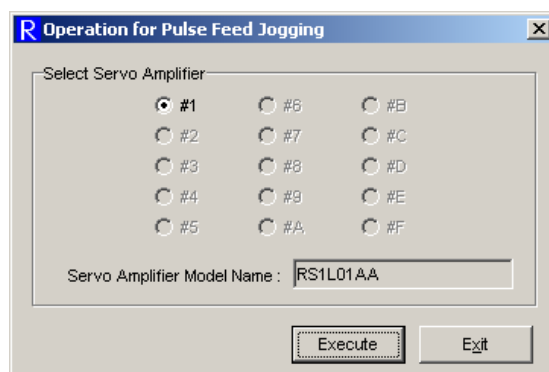 R Operation for Pulse Feed Jogging
Select Servo Amplifier
#1 #6 #B
#2 #7 #C
#3 #8 #D
#4 #9 #E
#5 #A #F
Servo Amplifier Model Name : RS1L01AA
Execute Exit